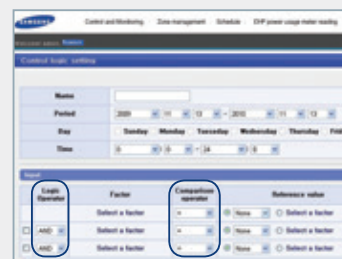 SAMSUNG
Control and Monitoring Zone management Schedule EHP power usage meter reading
Control logic setting
Name
Period 2009 11 13 ~ 2010 11 13
Day Sunday Monday Tuesday Wednesday Thursday
Time 0 0 ~ 24 0
Input
Logic Operator Factor Comparison operator Reference value
Select a factor = None Select a factor
AND Select a factor = None Select a factor
AND Select a factor = None Select a factor